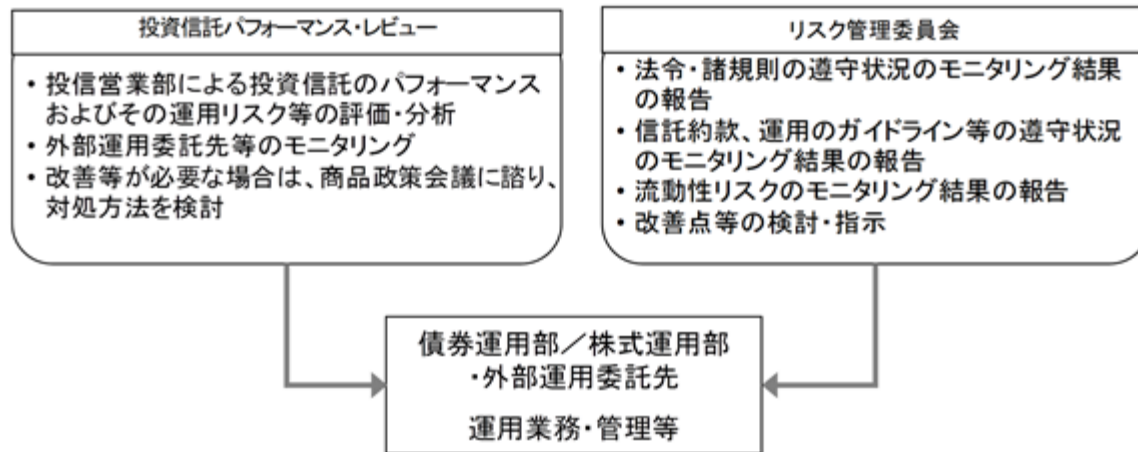 投資信託パフォーマンス・レビュー
・投信営業部による投資信託のパフォーマンス
およびその運用リスク等の評価・分析
・外部運用委託先等のモニタリング
・改善等が必要な場合は、商品政策会議に諮り、
対処方法を検討
リスク管理委員会
・法令・諸規則の遵守状況のモニタリング結果
の報告
・信託約款、運用のガイドライン等の遵守状況
のモニタリング結果の報告
・流動性リスクのモニタリング結果の報告
・改善点等の検討・指示
債券運用部／株式運用部
・外部運用委託先
運用業務・管理等